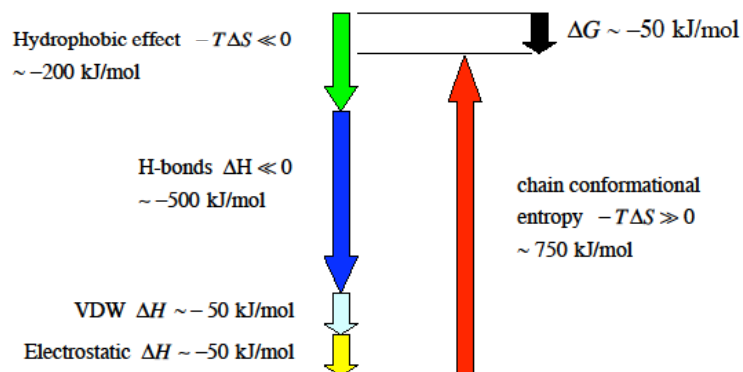 Hydrophobic effect  − TΔS ≪ 0
~ −200 kJ/mol
ΔG ~ −50 kJ/mol
H-bonds ΔH ≪ 0
~ −500 kJ/mol
chain conformational
entropy − TΔS ≫ 0
~ 750 kJ/mol
VDW ΔH ~ − 50 kJ/mol
Electrostatic ΔH ~ −50 kJ/mol